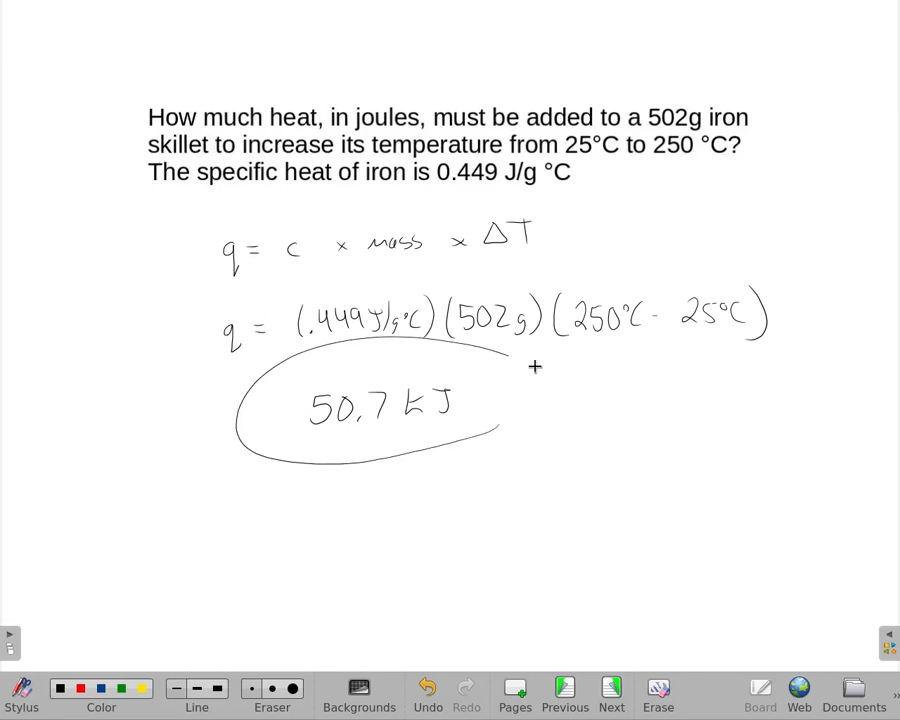 How much heat, in joules, must be added to a 502g iron
skillet to increase its temperature from 25°C to 250 °C?
The specific heat of iron is 0.449 J/g °C
q = c × mass × ΔT
q = (.449 J/g°C) (502g) (250°C - 25°C)
50.7 kJ
Stylus Color Line Eraser Backgrounds Undo Redo Pages Previous Next Erase Board Web Documents